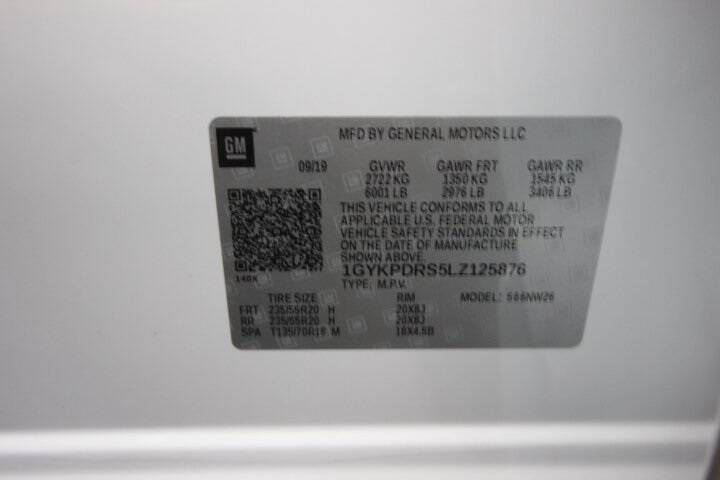 GM
MFD BY GENERAL MOTORS LLC
09/19 GVWR GAWR FRT GAWR RR
2722 KG 1350 KG 1545 KG
6001 LB 2976 LB 3406 LB
THIS VEHICLE CONFORMS TO ALL
APPLICABLE U.S. FEDERAL MOTOR
VEHICLE SAFETY STANDARDS IN EFFECT
ON THE DATE OF MANUFACTURE
SHOWN ABOVE.
1GYKPDRS5LZ125876
TYPE: M.P.V.
TIRE SIZE RIM MODEL:
FRT 235/55R20 H 20X8J
RR 235/55R20 H 20X8J
SPA T135/70R18 M 18X4.5B